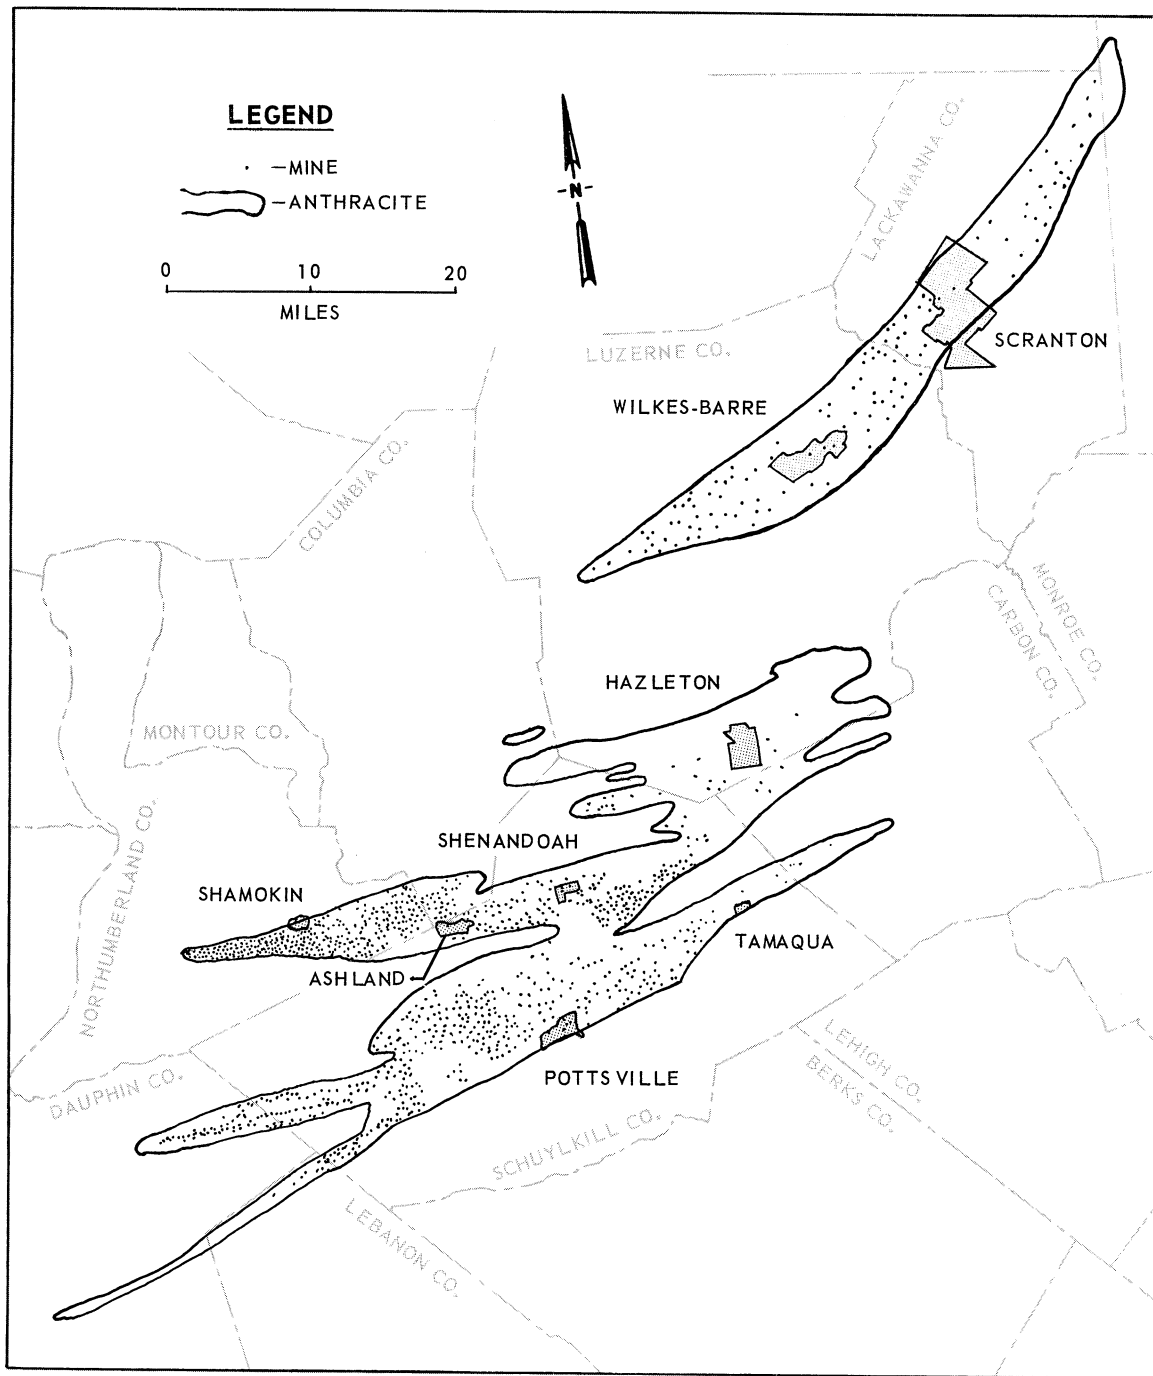 LEGEND
—MINE
—ANTHRACITE
0 10 20
MILES
-N-
LACKAWANNA CO.
SCRANTON
LUZERNE CO.
WILKES-BARRE
COLUMBIA CO.
MONROE CO.
CARBON CO.
HAZLETON
MONTOUR CO.
SHENANDOAH
SHAMOKIN
NORTHUMBERLAND CO.
TAMAQUA
ASHLAND
POTTSVILLE
LEHIGH CO.
BERKS CO.
DAUPHIN CO.
SCHUYLKILL CO.
LEBANON CO.